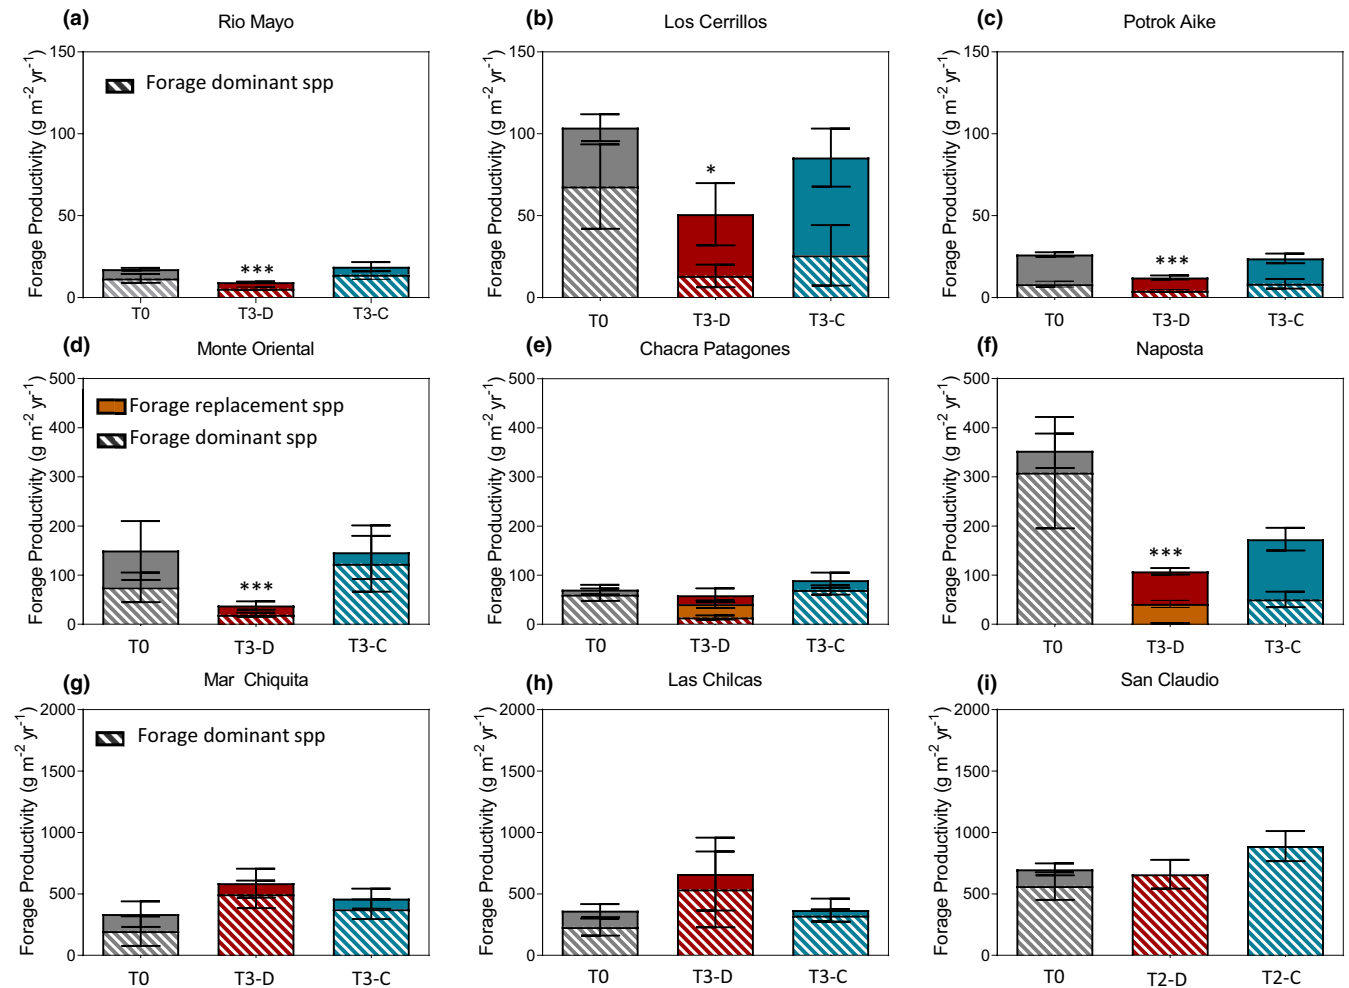 (a) Rio Mayo
Forage Productivity (g m-2 yr-1)
150
100
50
0
Forage dominant spp
***
T0 T3-D T3-C
(b) Los Cerrillos
Forage Productivity (g m-2 yr-1)
150
100
50
0
*
T0 T3-D T3-C
(c) Potrok Aike
Forage Productivity (g m-2 yr-1)
150
100
50
0
***
T0 T3-D T3-C
(d) Monte Oriental
Forage Productivity (g m-2 yr-1)
500
400
300
200
100
0
Forage replacement spp
Forage dominant spp
***
T0 T3-D T3-C
(e) Chacra Patagones
Forage Productivity (g m-2 yr-1)
500
400
300
200
100
0
T0 T3-D T3-C
(f) Naposta
Forage Productivity (g m-2 yr-1)
500
400
300
200
100
0
***
T0 T3-D T3-C
(g) Mar Chiquita
Forage Productivity (g m-2 yr-1)
2000
1500
1000
500
0
Forage dominant spp
T0 T3-D T3-C
(h) Las Chilcas
Forage Productivity (g m-2 yr-1)
2000
1500
1000
500
0
T0 T3-D T3-C
(i) San Claudio
Forage Productivity (g m-2 yr-1)
2000
1500
1000
500
0
T0 T2-D T2-C